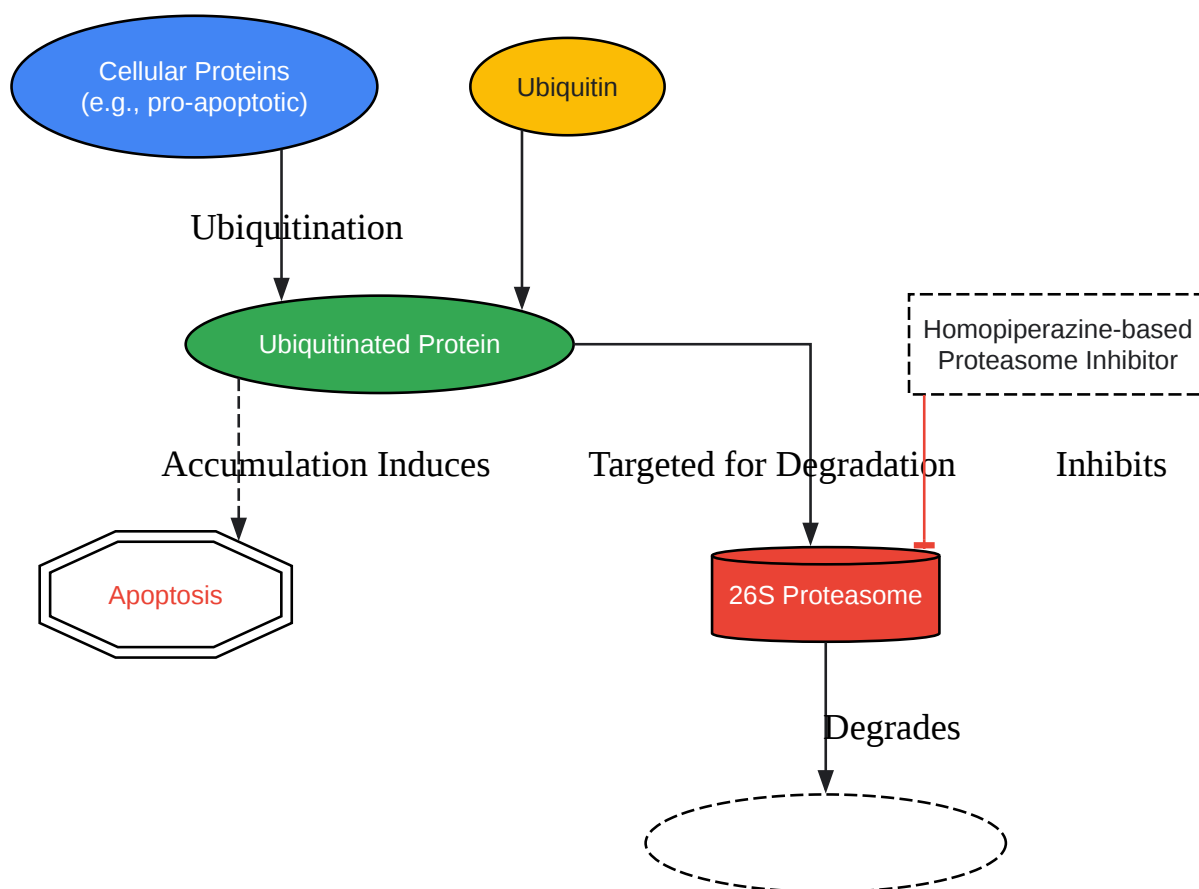 Cellular Proteins
(e.g., pro-apoptotic)
Ubiquitin
Ubiquitination
Ubiquitinated Protein
Homopiperazine-based
Proteasome Inhibitor
Accumulation Induces
Targeted for Degradation
Inhibits
Apoptosis
26S Proteasome
Degrades